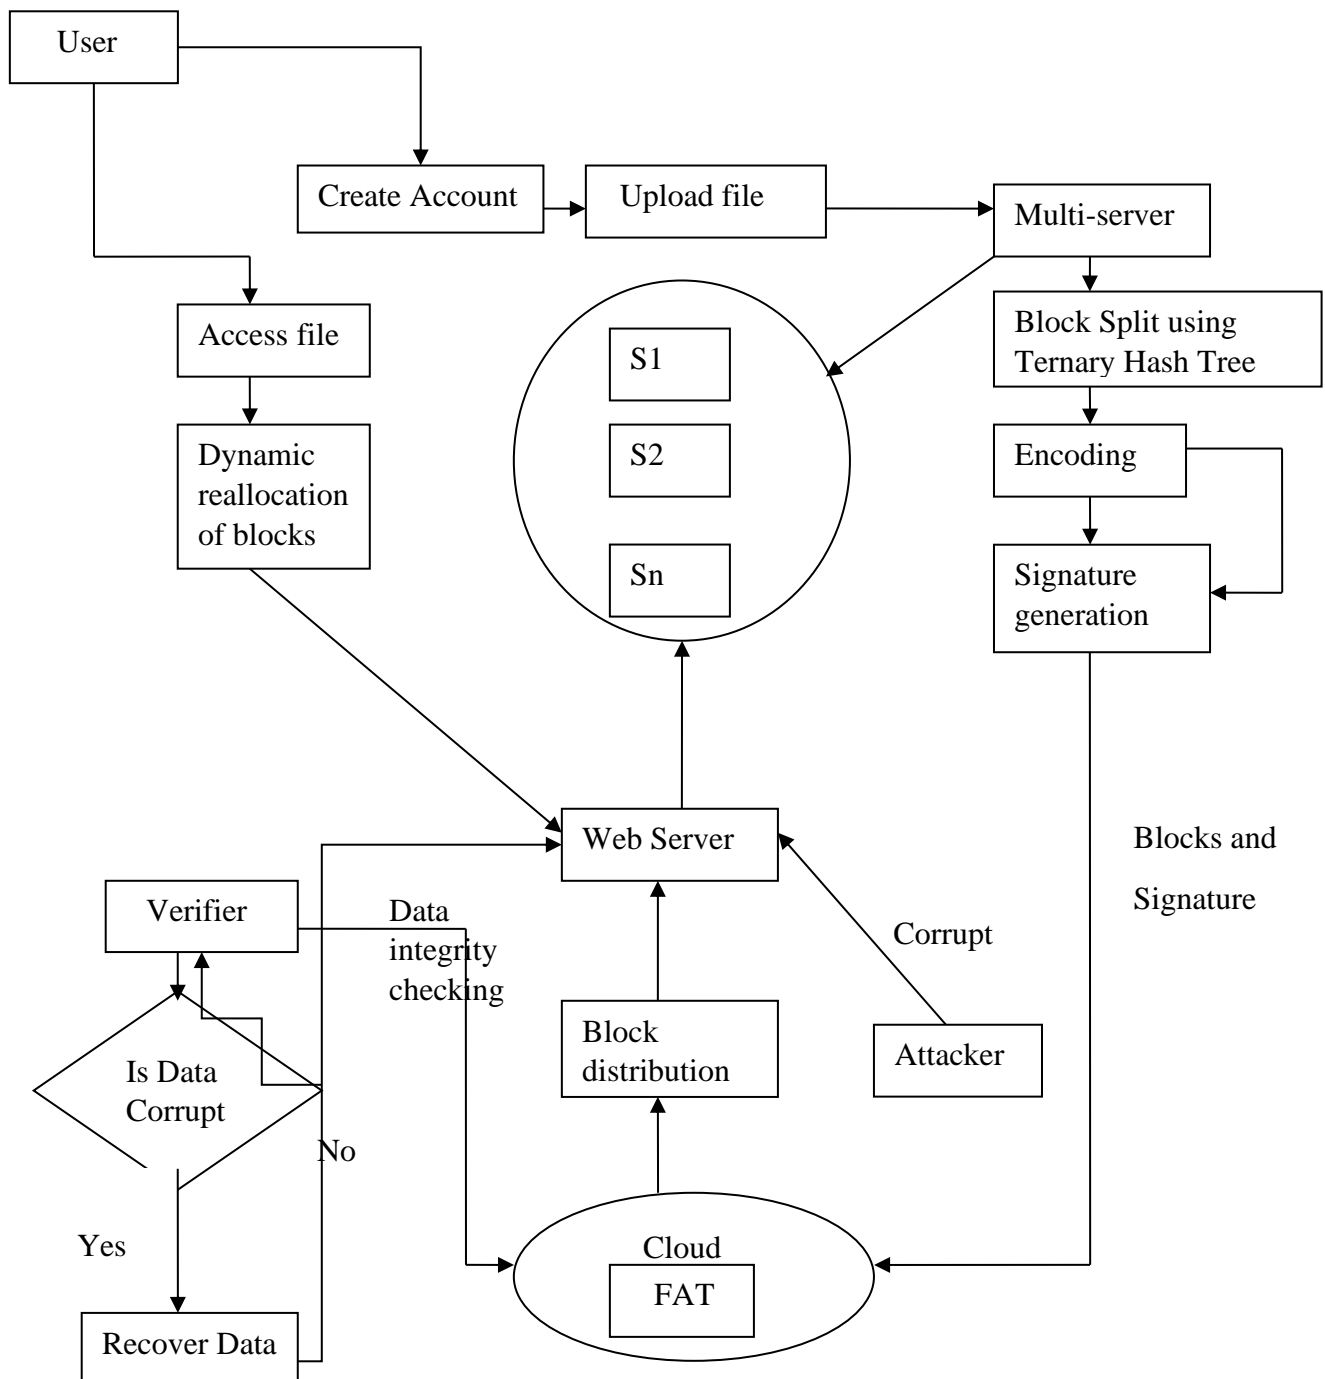 User
Create Account
Upload file
Multi-server
Access file
S1
Block Split using
Ternary Hash Tree
Dynamic
reallocation
of blocks
S2
Encoding
Sn
Signature
generation
Web Server
Blocks and
Signature
Verifier
Data
integrity
checking
Corrupt
Block
distribution
Attacker
Is Data
Corrupt
No
Yes
Cloud
FAT
Recover Data